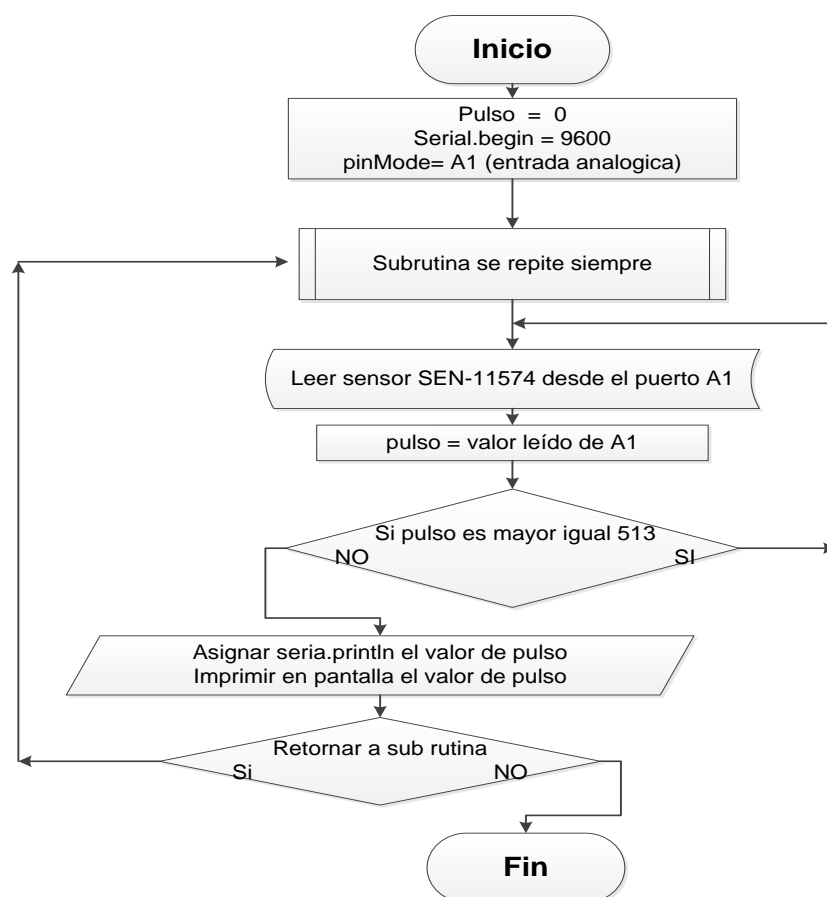 Inicio
Pulso = 0
Serial.begin = 9600
pinMode= A1 (entrada analogica)
Subrutina se repite siempre
Leer sensor SEN-11574 desde el puerto A1
pulso = valor leído de A1
Si pulso es mayor igual 513
NO
SI
Asignar seria.println el valor de pulso
Imprimir en pantalla el valor de pulso
Retornar a sub rutina
Si
NO
Fin